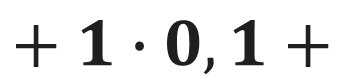 + 1 · 0, 1 +